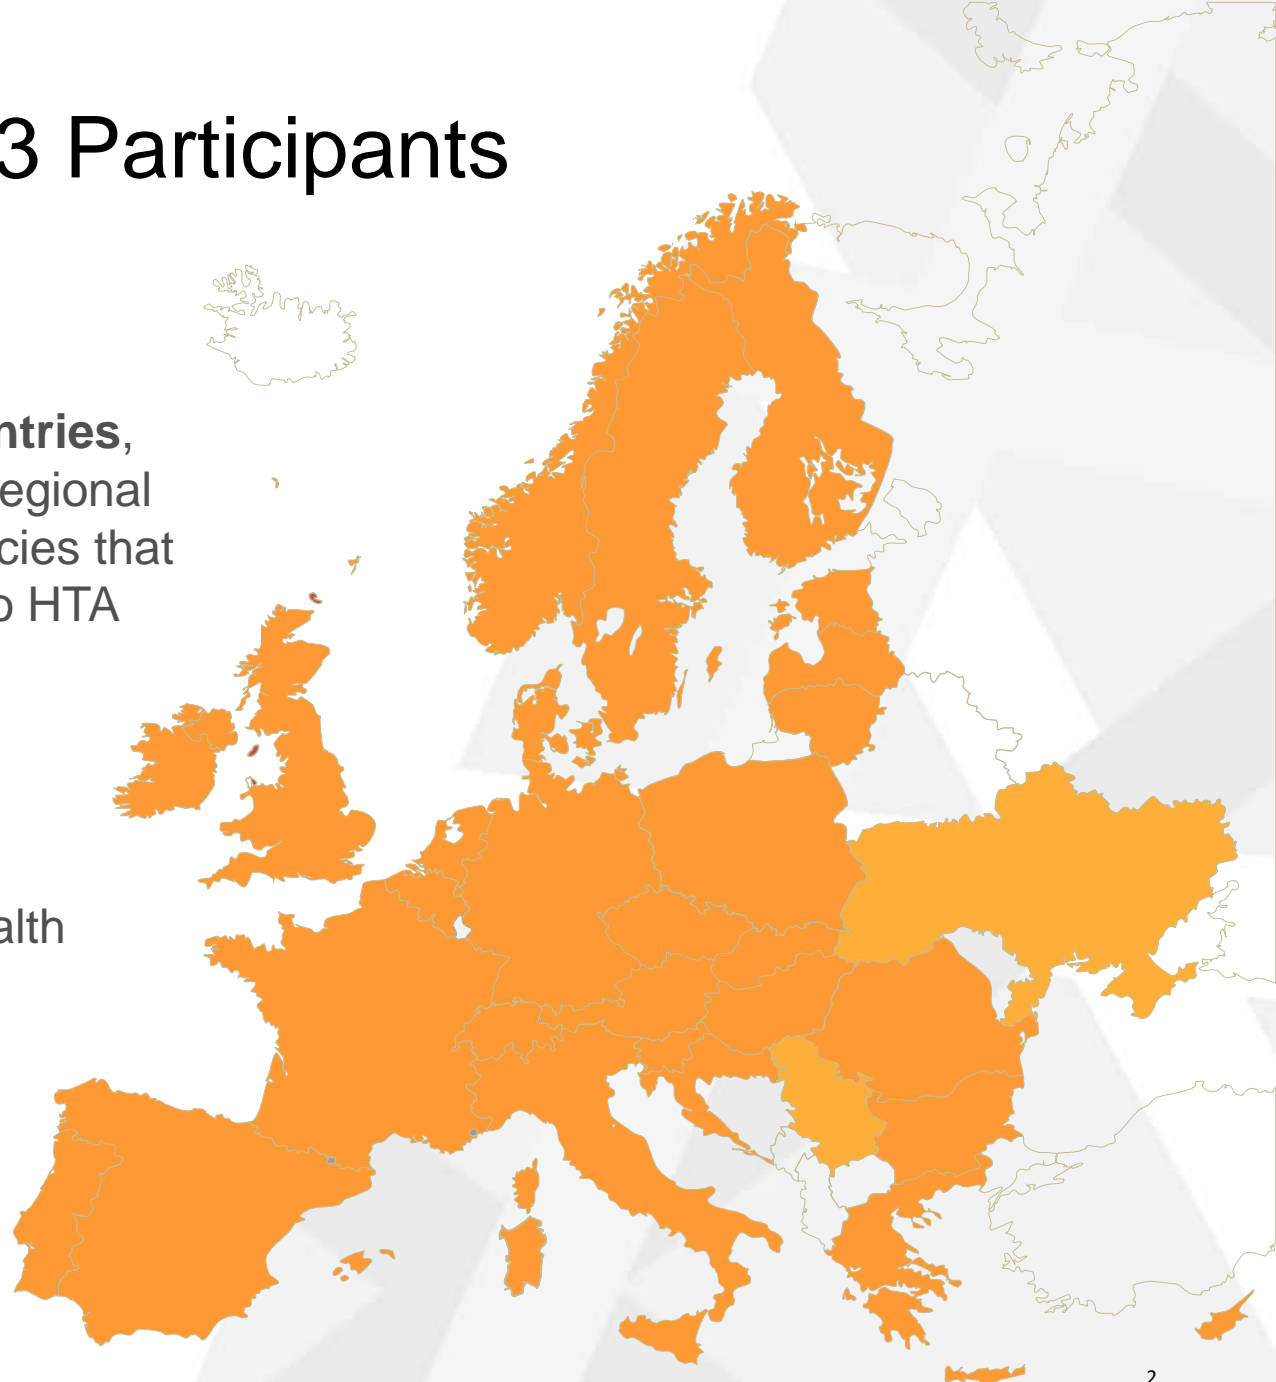 3 Participants
ntries,
egional
cies that
o HTA
alth
2